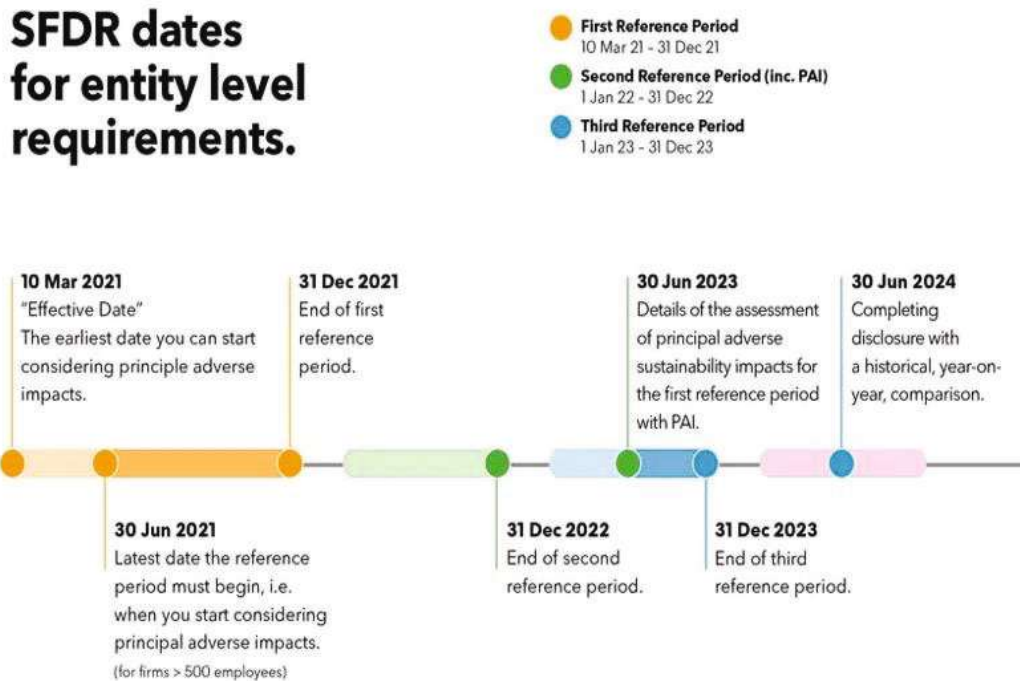 SFDR dates
for entity level
requirements.
First Reference Period
10 Mar 21 - 31 Dec 21
Second Reference Period (inc. PAI)
1 Jan 22 - 31 Dec 22
Third Reference Period
1 Jan 23 - 31 Dec 23
10 Mar 2021
"Effective Date"
The earliest date you can start
considering principle adverse
impacts.
31 Dec 2021
End of first
reference
period.
30 Jun 2023
Details of the assessment
of principal adverse
sustainability impacts for
the first reference period
with PAI.
30 Jun 2024
Completing
disclosure with
a historical, year-on-
year, comparison.
30 Jun 2021
Latest date the reference
period must begin, i.e.
when you start considering
principal adverse impacts.
(for firms > 500 employees)
31 Dec 2022
End of second
reference period.
31 Dec 2023
End of third
reference period.